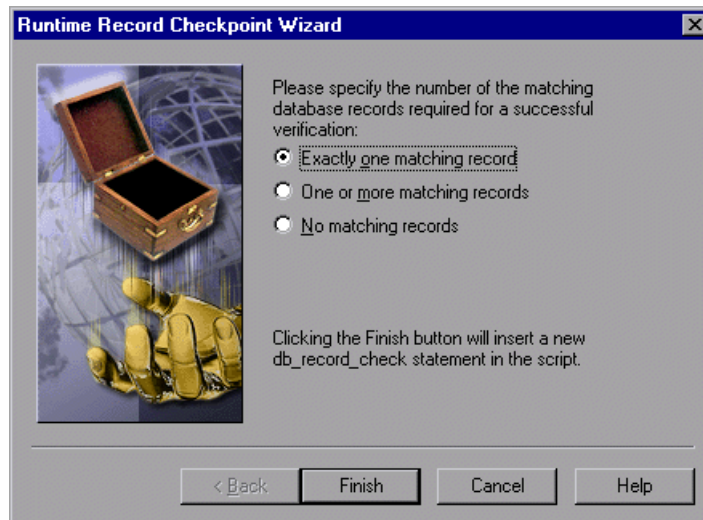 Runtime Record Checkpoint Wizard
Please specify the number of the matching
database records required for a successful
verification:
Exactly one matching record
One or more matching records
No matching records
Clicking the Finish button will insert a new
db_record_check statement in the script.
< Back
Finish
Cancel
Help